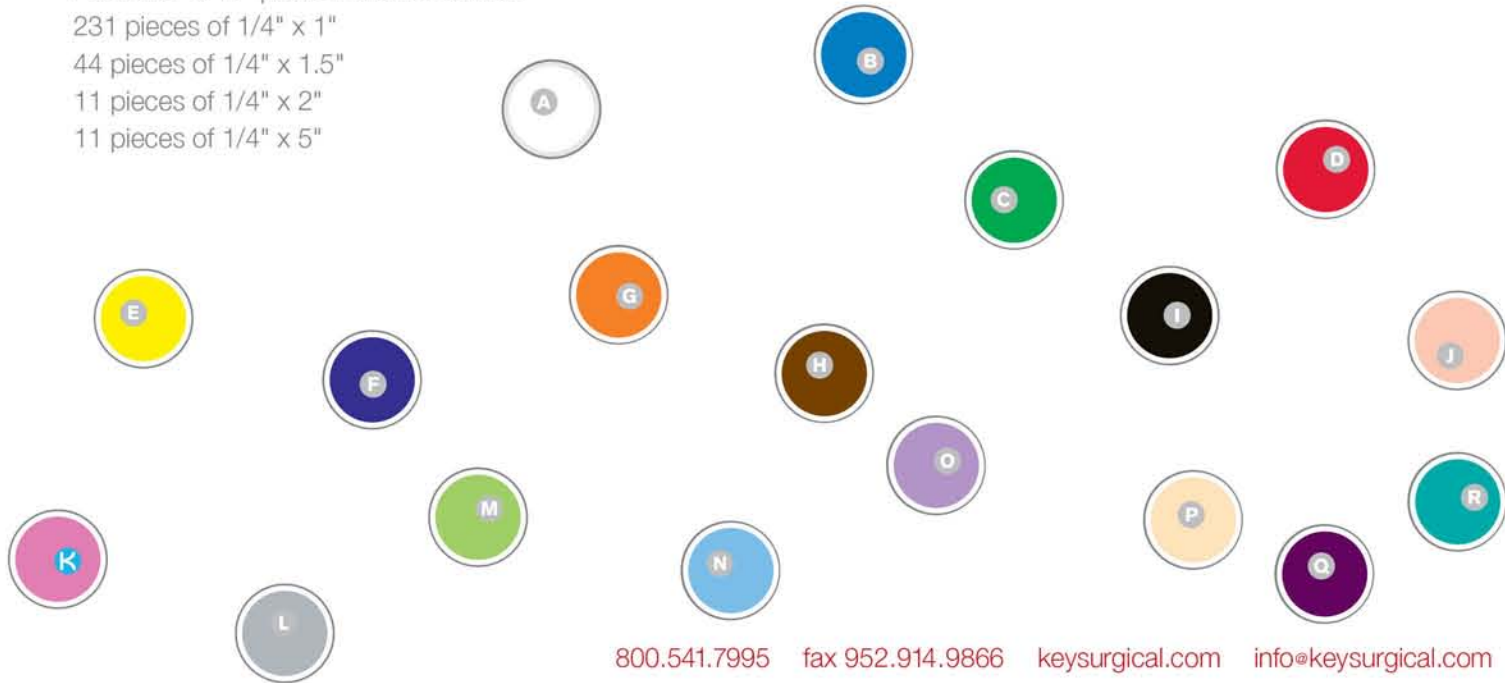 231 pieces of 1/4" x 1"
44 pieces of 1/4" x 1.5"
11 pieces of 1/4" x 2"
11 pieces of 1/4" x 5"
A
B
C
D
E
F
G
H
I
J
K
L
M
N
O
P
Q
R
800.541.7995 fax 952.914.9866 keysurgical.com info@keysurgical.com